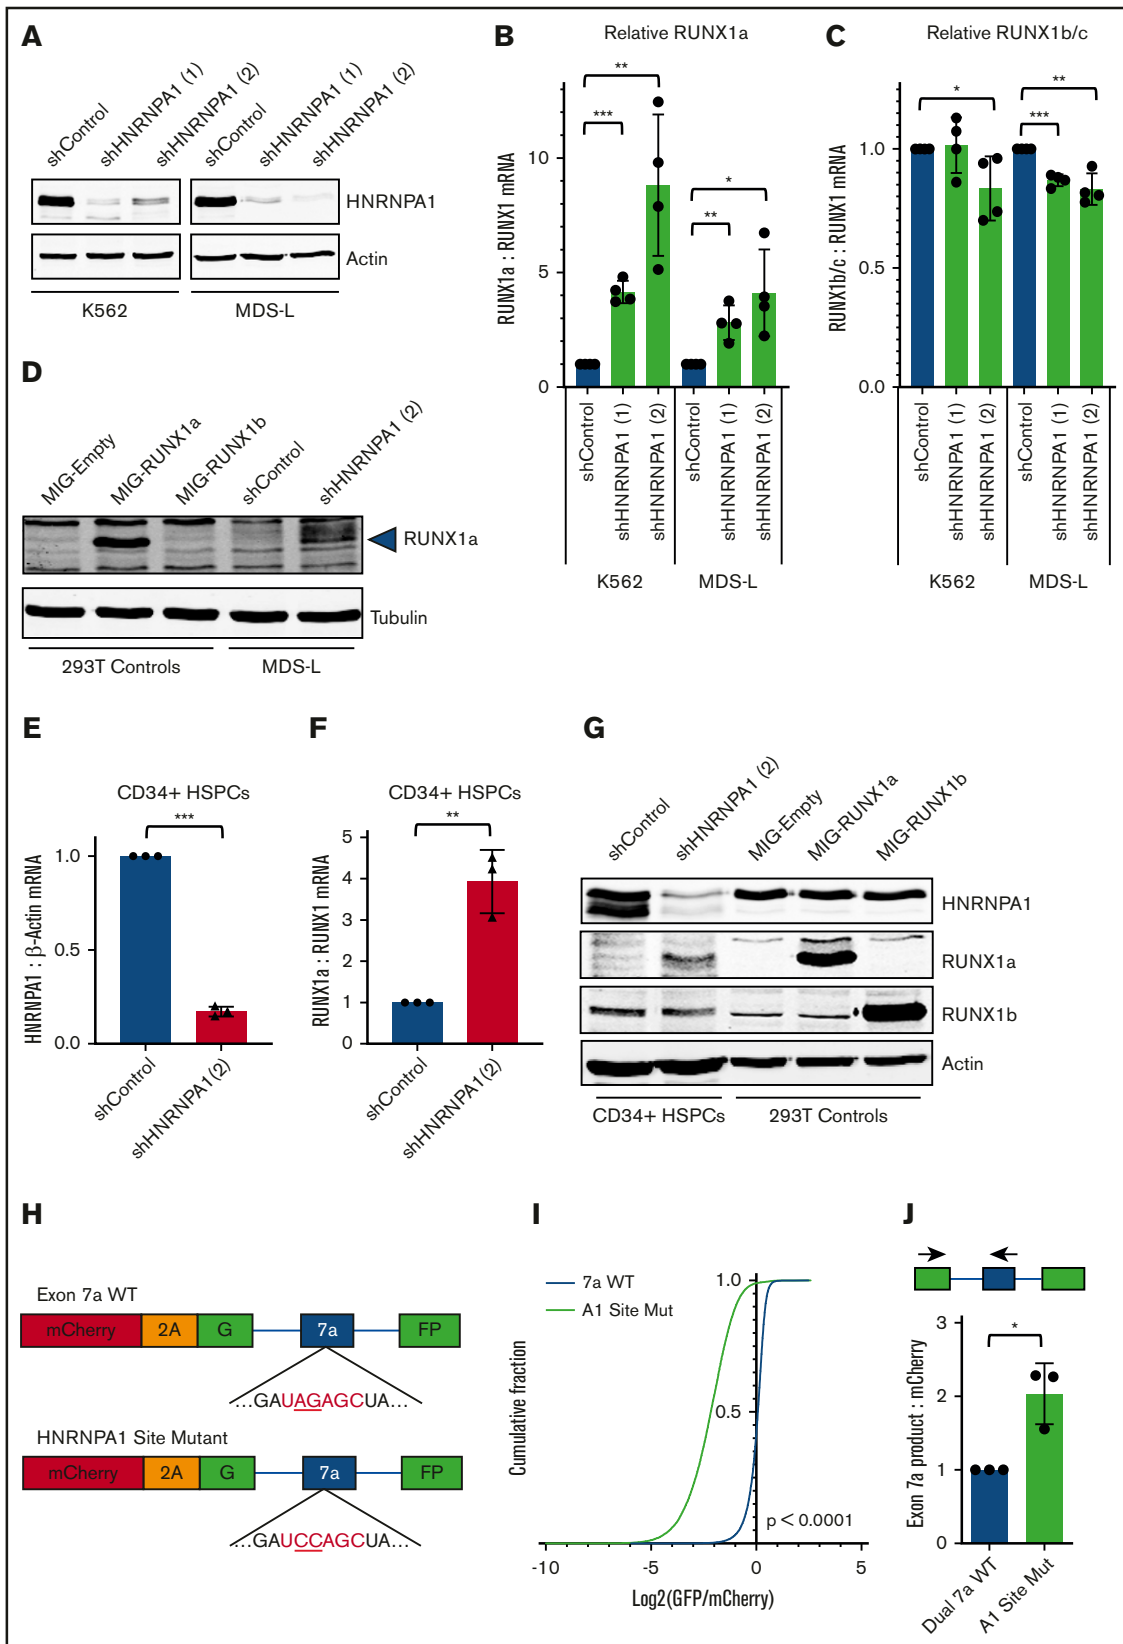 A
shControl
shHNRNPA1 (1)
shHNRNPA1 (2)
shControl
shHNRNPA1 (1)
shHNRNPA1 (2)
HNRNPA1
Actin
K562
MDS-L
B
Relative RUNX1a
RUNX1a : RUNX1 mRNA
10
5
0
**
***
*
**
shControl
shHNRNPA1 (1)
shHNRNPA1 (2)
shControl
shHNRNPA1 (1)
shHNRNPA1 (2)
K562
MDS-L
C
Relative RUNX1b/c
RUNX1b/c : RUNX1 mRNA
1.0
0.5
0.0
*
**
***
shControl
shHNRNPA1 (1)
shHNRNPA1 (2)
shControl
shHNRNPA1 (1)
shHNRNPA1 (2)
K562
MDS-L
D
MIG-Empty
MIG-RUNX1a
MIG-RUNX1b
shControl
shHNRNPA1 (2)
RUNX1a
Tubulin
293T Controls
MDS-L
E
CD34+ HSPCs
***
HNRNPA1 : β-Actin mRNA
1.0
0.5
0.0
shControl
shHNRNPA1(2)
F
CD34+ HSPCs
**
RUNX1a : RUNX1 mRNA
5
4
3
2
1
0
shControl
shHNRNPA1(2)
G
shControl
shHNRNPA1 (2)
MIG-Empty
MIG-RUNX1a
MIG-RUNX1b
HNRNPA1
RUNX1a
RUNX1b
Actin
CD34+ HSPCs
293T Controls
H
Exon 7a WT
mCherry 2A G 7a FP
...GAUAGAGCUA...
HNRNPA1 Site Mutant
mCherry 2A G 7a FP
...GAUCCAGCUA...
I
7a WT
A1 Site Mut
Cumulative fraction
1.0
0.5
p < 0.0001
-10 -5 0 5
Log2(GFP/mCherry)
J
Exon 7a product : mCherry
3
2
1
0
*
Dual 7a WT
A1 Site Mut